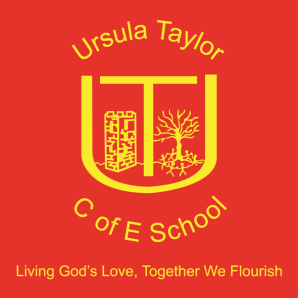 Ursula Taylor
UT
C of E School
Living God's Love, Together We Flourish